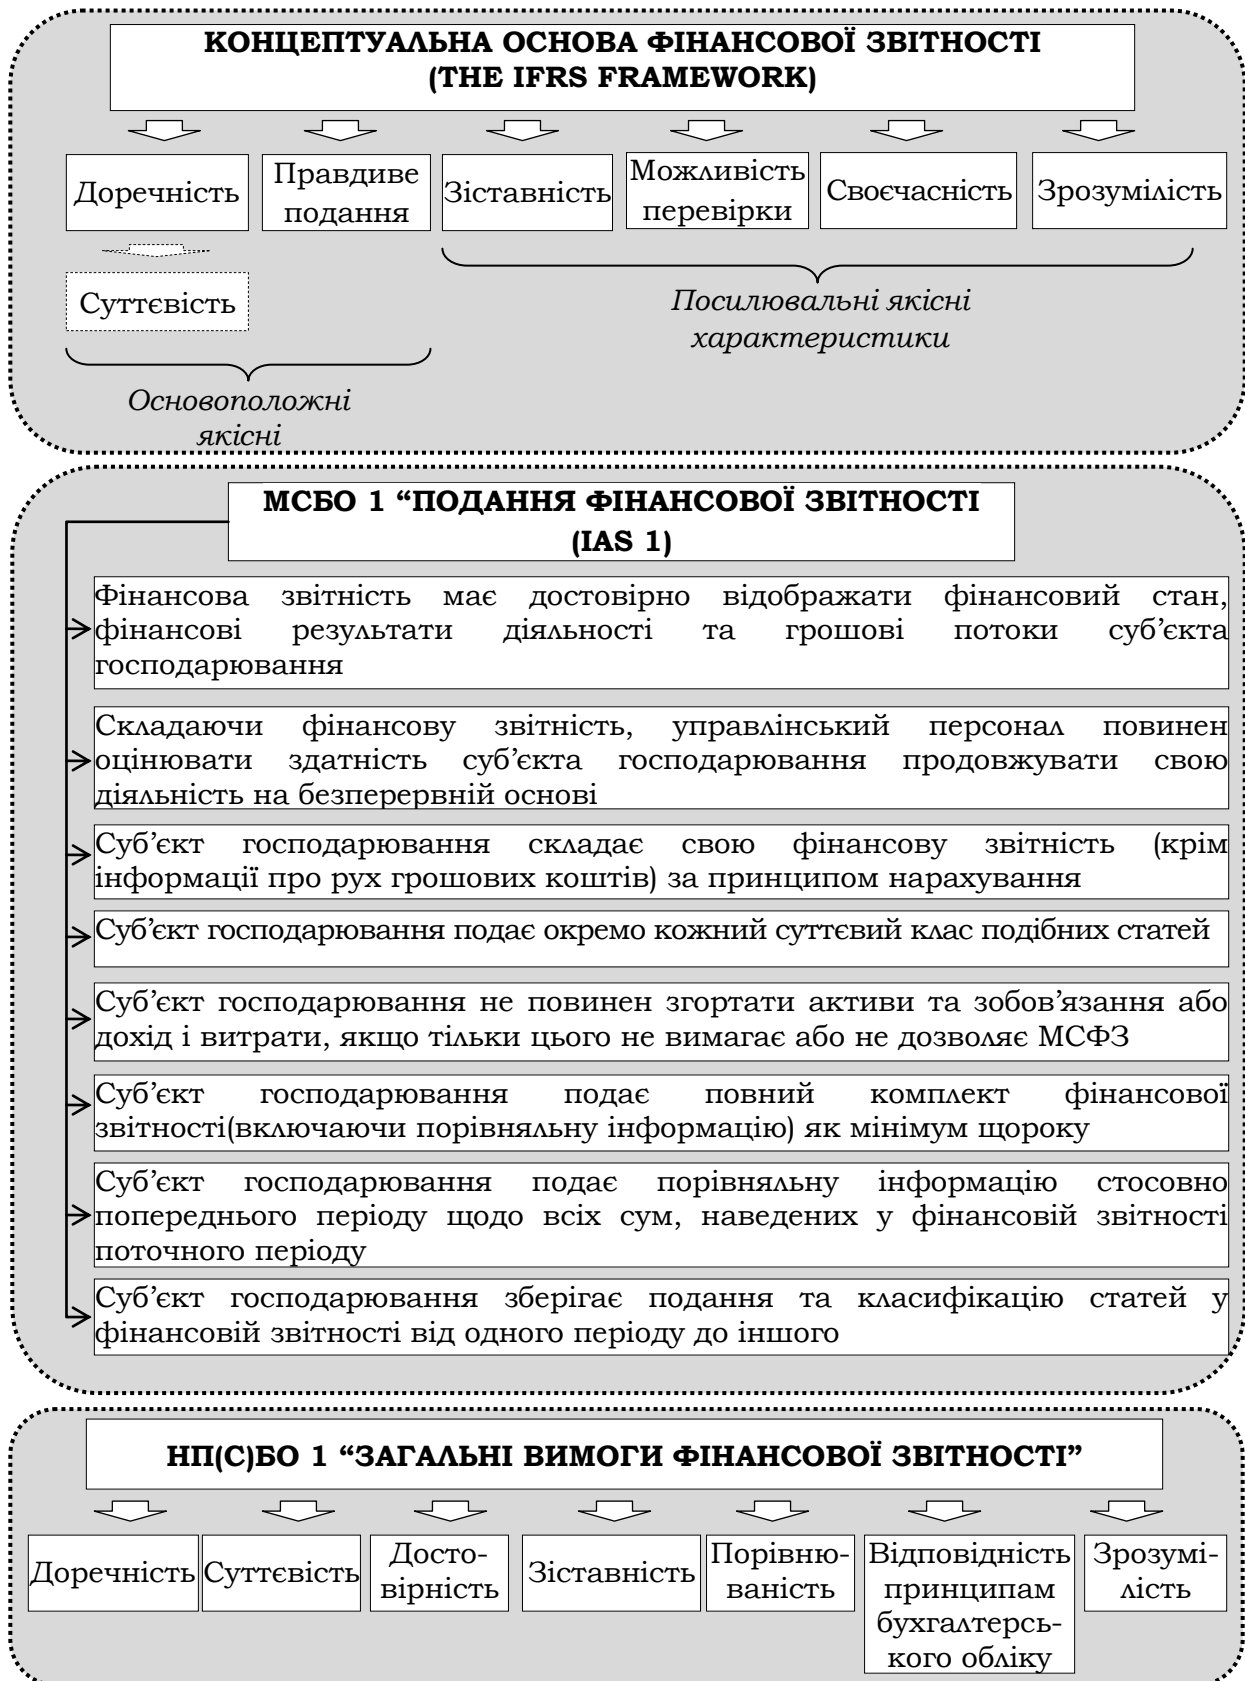 КОНЦЕПТУАЛЬНА ОСНОВА ФІНАНСОВОЇ ЗВІТНОСТІ
(THE IFRS FRAMEWORK)
Доречність
Правдиве
подання
Зіставність
Можливість
перевірки
Своєчасність
Зрозумілість
Суттєвість
Посилювальні якісні
характеристики
Основоположні
якісні
МСБО 1 “ПОДАННЯ ФІНАНСОВОЇ ЗВІТНОСТІ
(IAS 1)
Фінансова звітність має достовірно відображати фінансовий стан,
фінансові результати діяльності та грошові потоки суб’єкта
господарювання
Складаючи фінансову звітність, управлінський персонал повинен
оцінювати здатність суб’єкта господарювання продовжувати свою
діяльність на безперервній основі
Суб’єкт господарювання складає свою фінансову звітність (крім
інформації про рух грошових коштів) за принципом нарахування
Суб’єкт господарювання подає окремо кожний суттєвий клас подібних статей
Суб’єкт господарювання не повинен згортати активи та зобов’язання або
дохід і витрати, якщо тільки цього не вимагає або не дозволяє МСФЗ
Суб’єкт господарювання подає повний комплект фінансової
звітності(включаючи порівняльну інформацію) як мінімум щороку
Суб’єкт господарювання подає порівняльну інформацію стосовно
попереднього періоду щодо всіх сум, наведених у фінансовій звітності
поточного періоду
Суб’єкт господарювання зберігає подання та класифікацію статей у
фінансовій звітності від одного періоду до іншого
НП(С)БО 1 “ЗАГАЛЬНІ ВИМОГИ ФІНАНСОВОЇ ЗВІТНОСТІ”
Доречність
Суттєвість
Досто-
вірність
Зіставність
Порівню-
ваність
Відповідність
принципам
бухгалтерсь-
кого обліку
Зрозумі-
лість